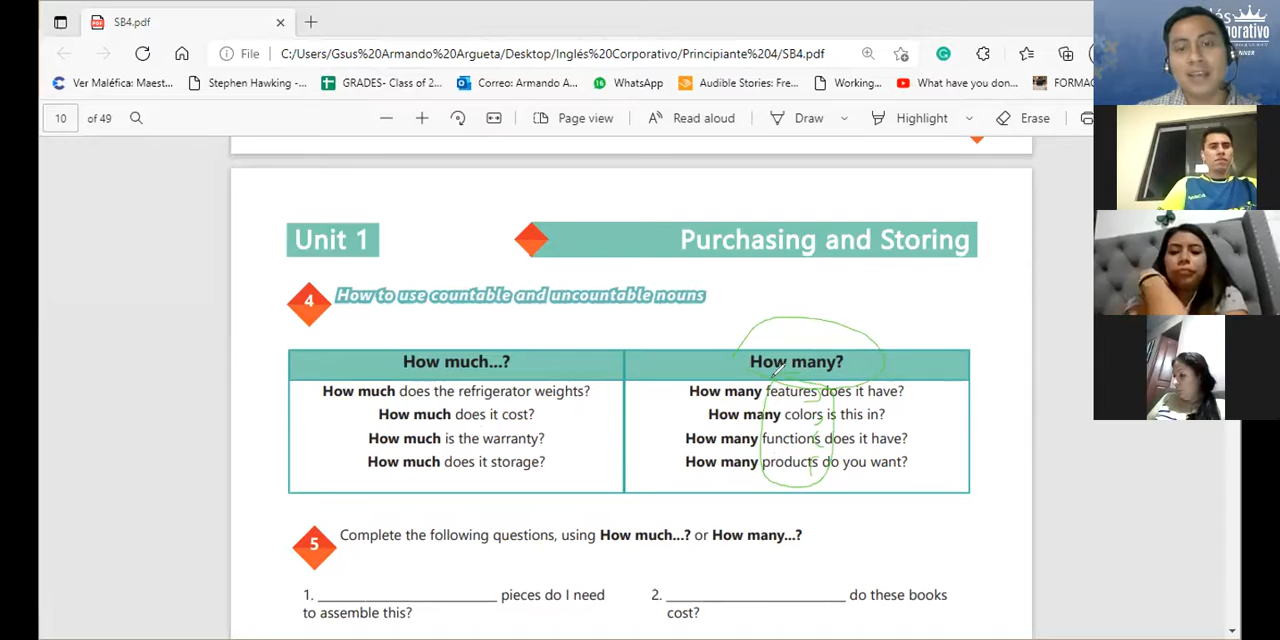 SB4.pdf
File
C:/Users/Gsus%20Armando%20Argueta/Desktop/Inglés%20Corporativo/Principiante%204/SB4.pdf
Ver Maléfica: Maest...
Stephen Hawking -...
GRADES- Class of 2...
Correo: Armando A...
WhatsApp
Audible Stories: Fre...
Working...
What have you don...
FORMAC
10 of 49
Page view
Read aloud
Draw
Highlight
Erase
Unit 1
Purchasing and Storing
4 How to use countable and uncountable nouns
How much...?
How much does the refrigerator weights?
How much does it cost?
How much is the warranty?
How much does it storage?
How many?
How many features does it have?
How many colors is this in?
How many functions does it have?
How many products do you want?
5 Complete the following questions, using How much...? or How many...?
1. ________________________ pieces do I need
to assemble this?
2. ________________________ do these books
cost?